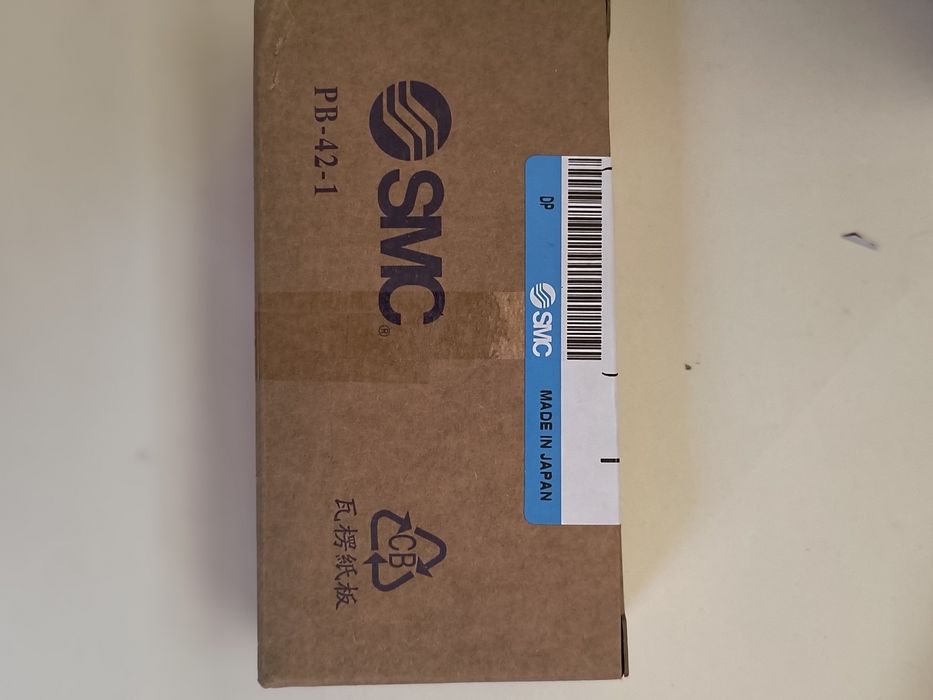 SMC®
PB-42-1
DP
SMC
MADE IN JAPAN
CB
瓦楞紙板